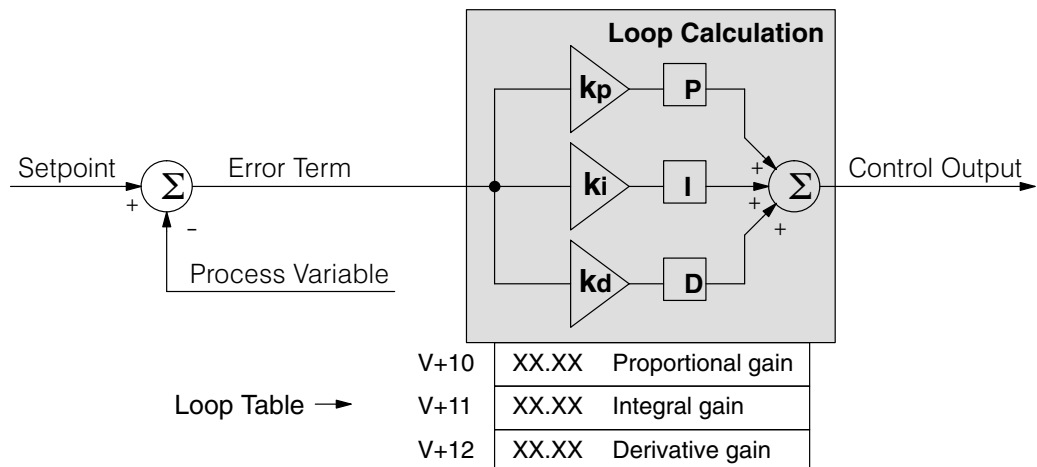 Loop Calculation
kp
P
Setpoint
Σ
Error Term
ki
I
Σ
Control Output
+
−
+
+
+
Process Variable
kd
D
V+10 XX.XX Proportional gain
Loop Table
V+11 XX.XX Integral gain
V+12 XX.XX Derivative gain